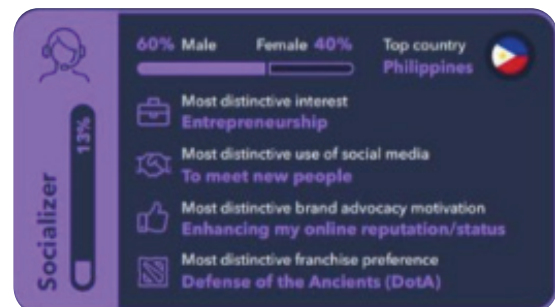 60% Male Female 40% Top country
Philippines
Most distinctive interest
Entrepreneurship
Most distinctive use of social media
To meet new people
Most distinctive brand advocacy motivation
Enhancing my online reputation/status
Most distinctive franchise preference
Defense of the Ancients (DotA)
13%
Socializer